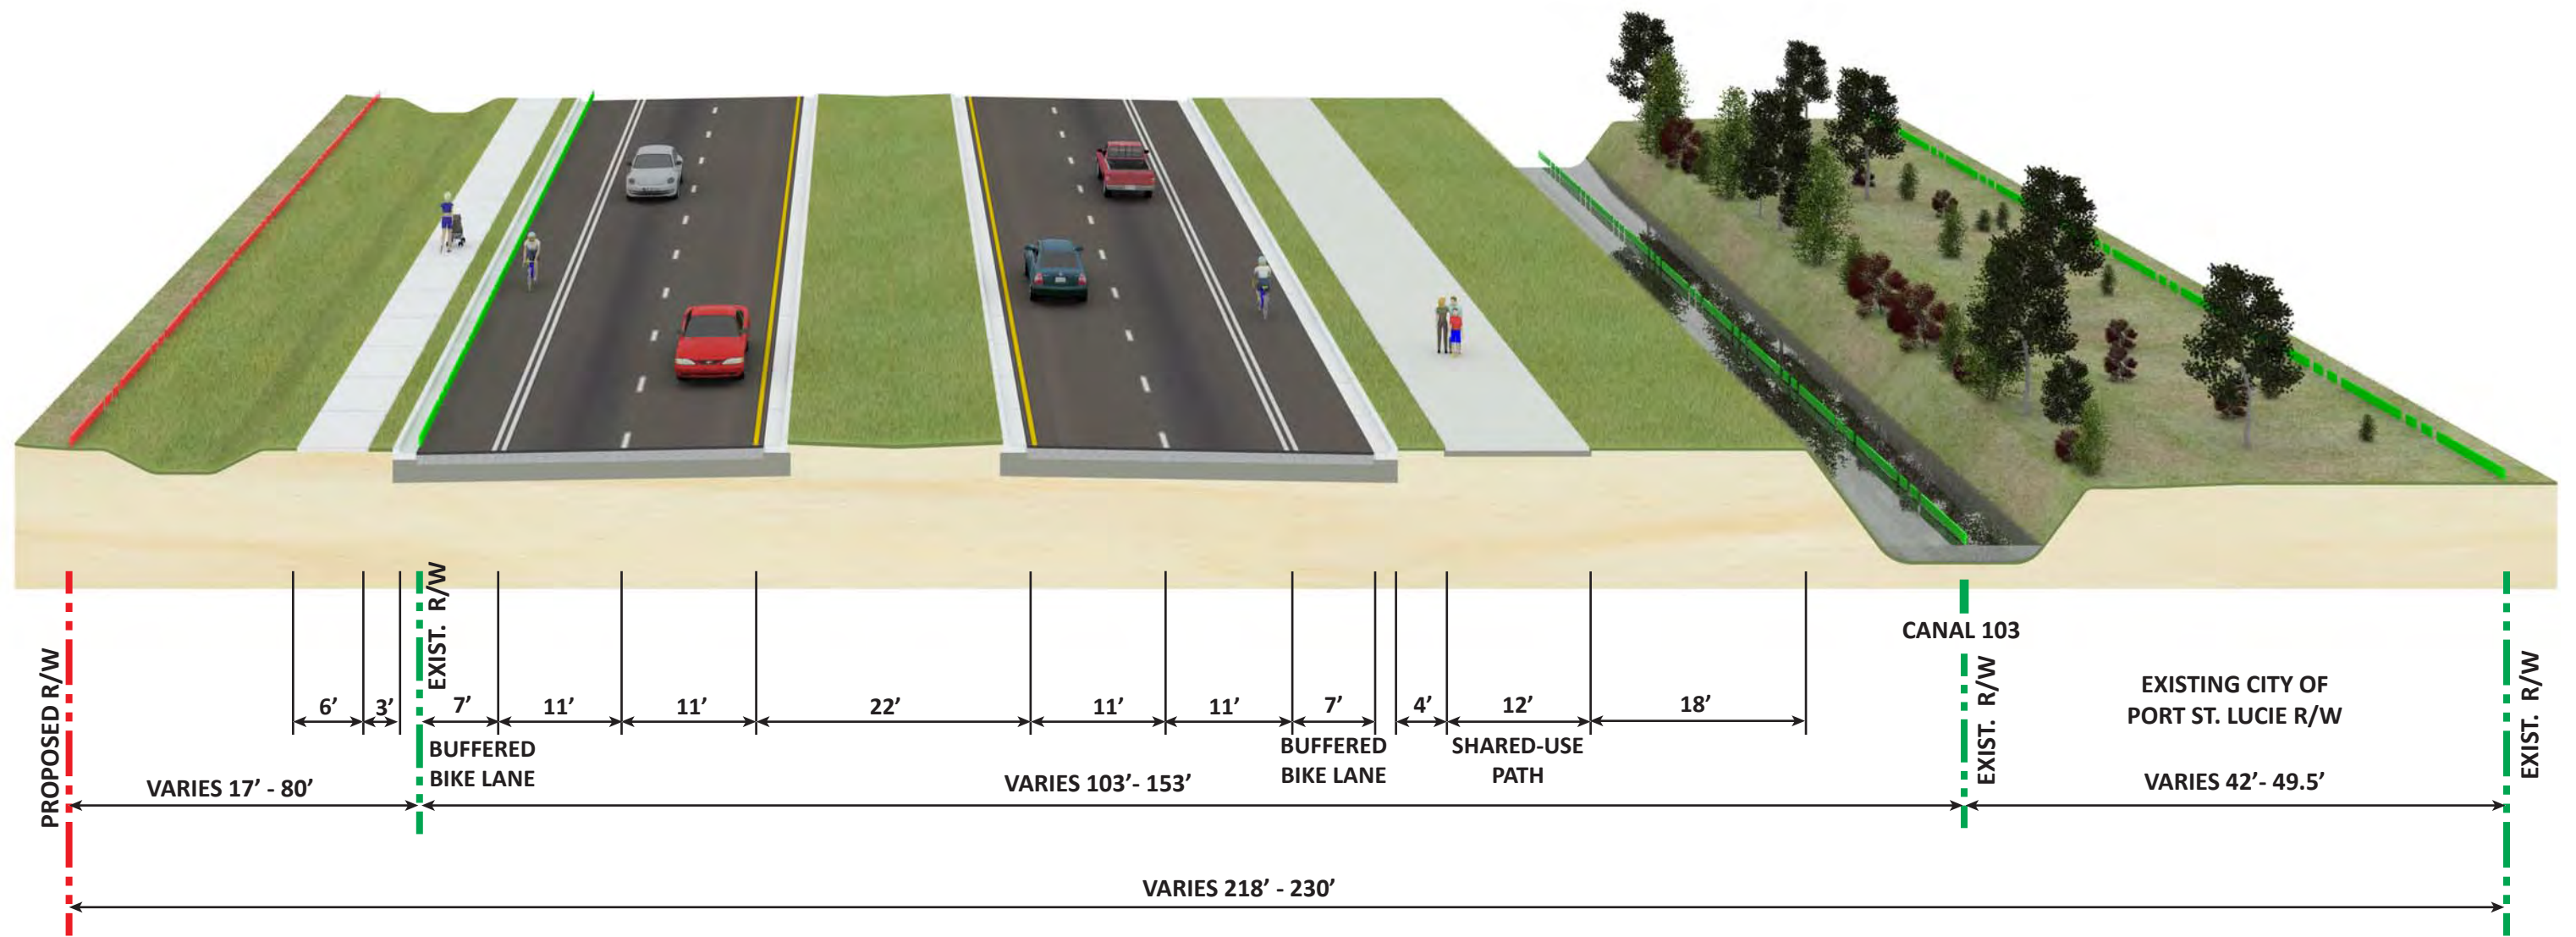 CANAL 103
PROPOSED R/W
EXIST. R/W
EXIST. R/W
EXIST. R/W
EXISTING CITY OF
PORT ST. LUCIE R/W
6’ 3’ 7’ 11’ 11’ 22’ 11’ 11’ 7’ 4’ 12’ 18’
BUFFERED
BIKE LANE
BUFFERED
BIKE LANE
SHARED-USE
PATH
VARIES 17’ - 80’
VARIES 103’- 153’
VARIES 42’- 49.5’
VARIES 218’ - 230’